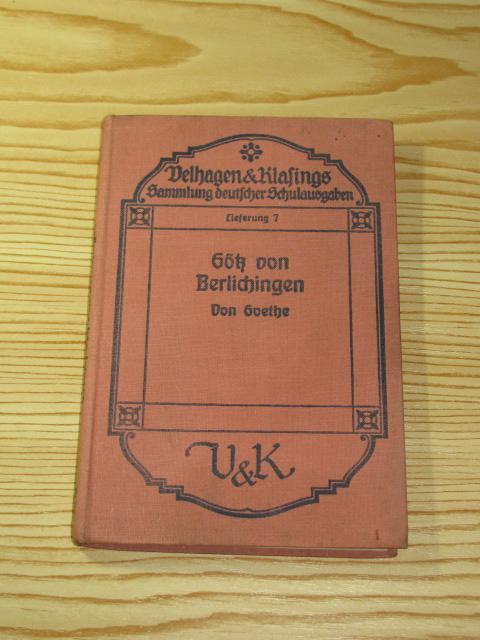 Velhagen & Klasings
Sammlung deutscher Schulausgaben
Lieferung 7
Götz von
Berlichingen
Von Goethe
V&K